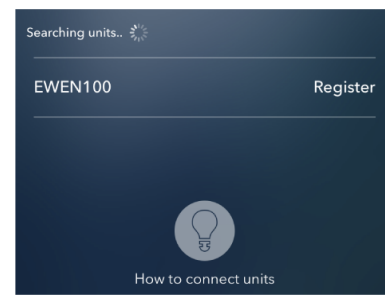 Searching units..
EWEN100 Register
How to connect units